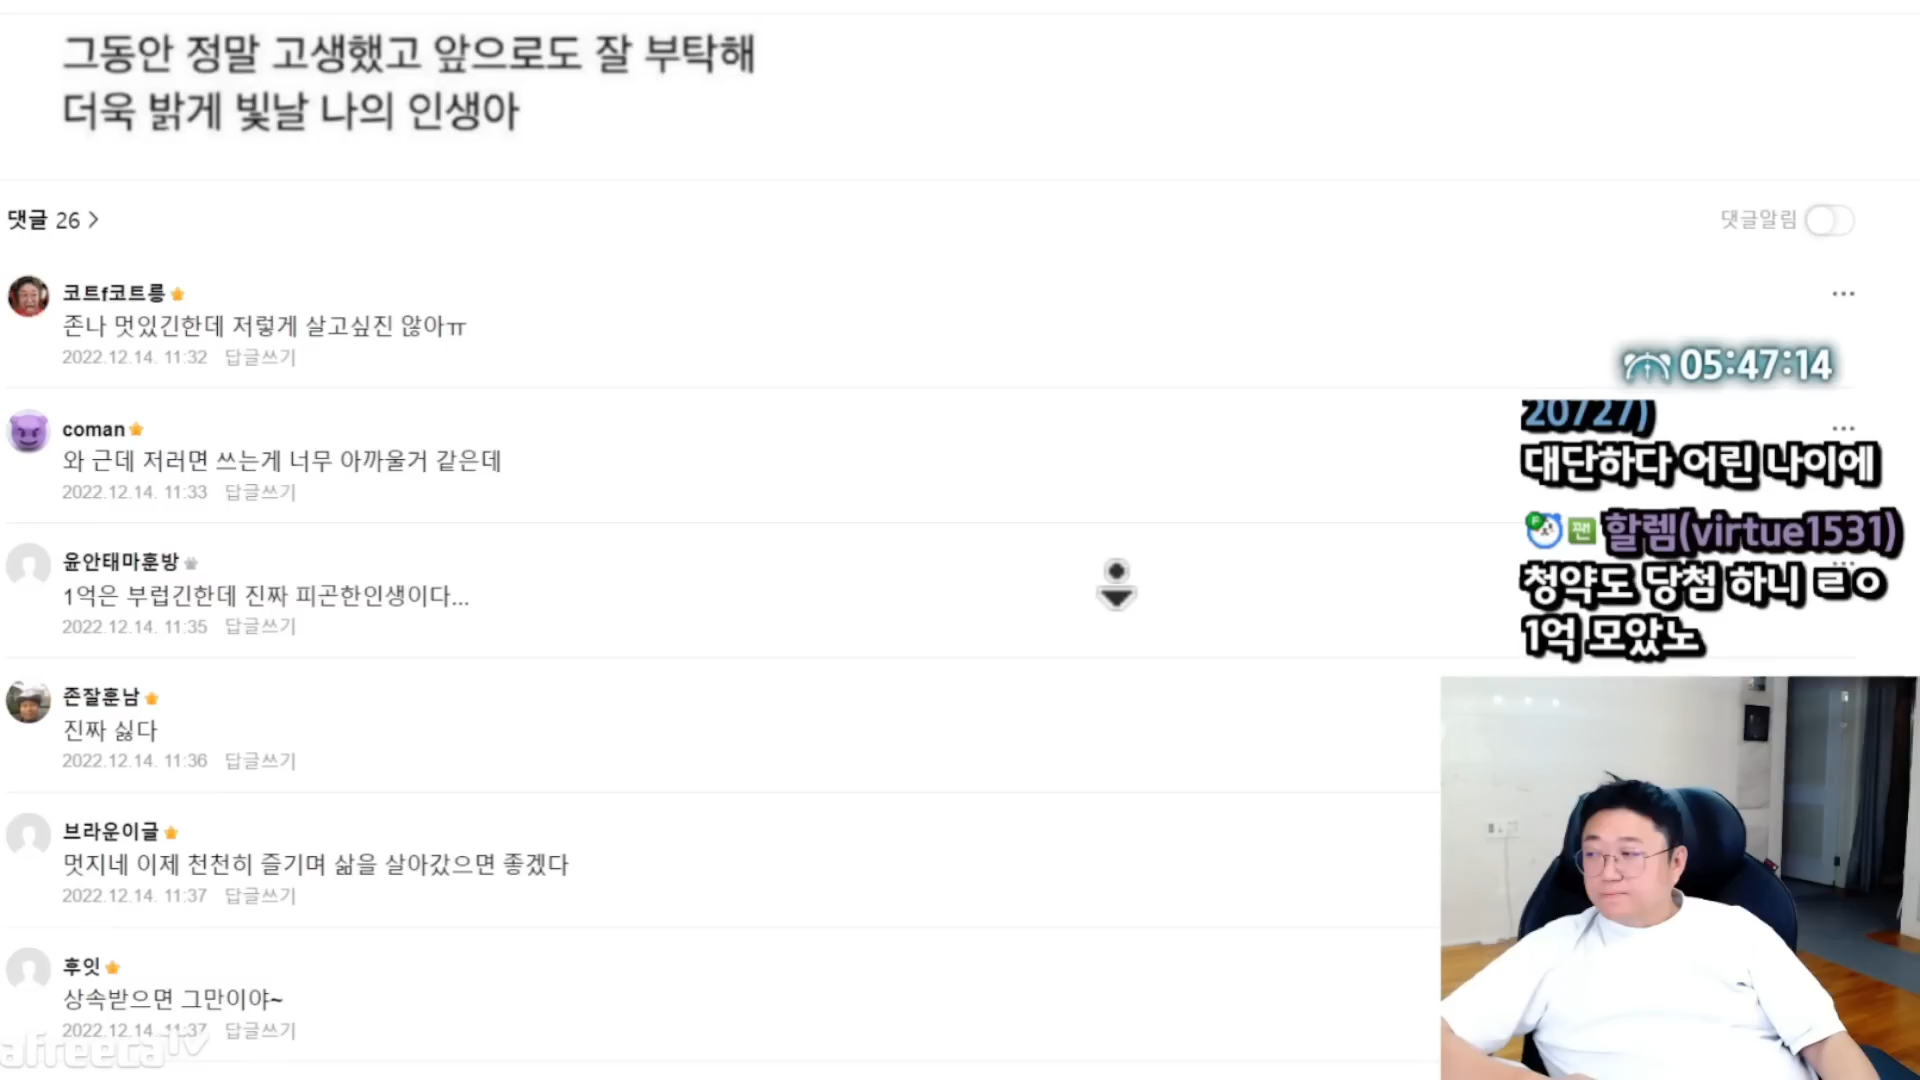 그동안 정말 고생했고 앞으로도 잘 부탁해
더욱 밝게 빛날 나의 인생아
댓글 26 >
댓글알림
코트f코트릉
존나 멋있긴한데 저렇게 살고싶진 않아ㅠ
2022.12.14. 11:32 답글쓰기
coman
와 근데 저러면 쓰는게 너무 아까울거 같은데
2022.12.14. 11:33 답글쓰기
윤안태마훈방
1억은 부럽긴한데 진짜 피곤한인생이다...
2022.12.14. 11:35 답글쓰기
존잘훈남
진짜 싫다
2022.12.14. 11:36 답글쓰기
브라운이글
멋지네 이제 천천히 즐기며 삶을 살아갔으면 좋겠다
2022.12.14. 11:37 답글쓰기
후잇
상속받으면 그만이야~
2022.12.14. 11:37 답글쓰기
afreecaTV
05:47:14
20727)
대단하다 어린 나이에
팬 할렘(virtue1531)
청약도 당첨 하니 ㄹㅇ
1억 모았노